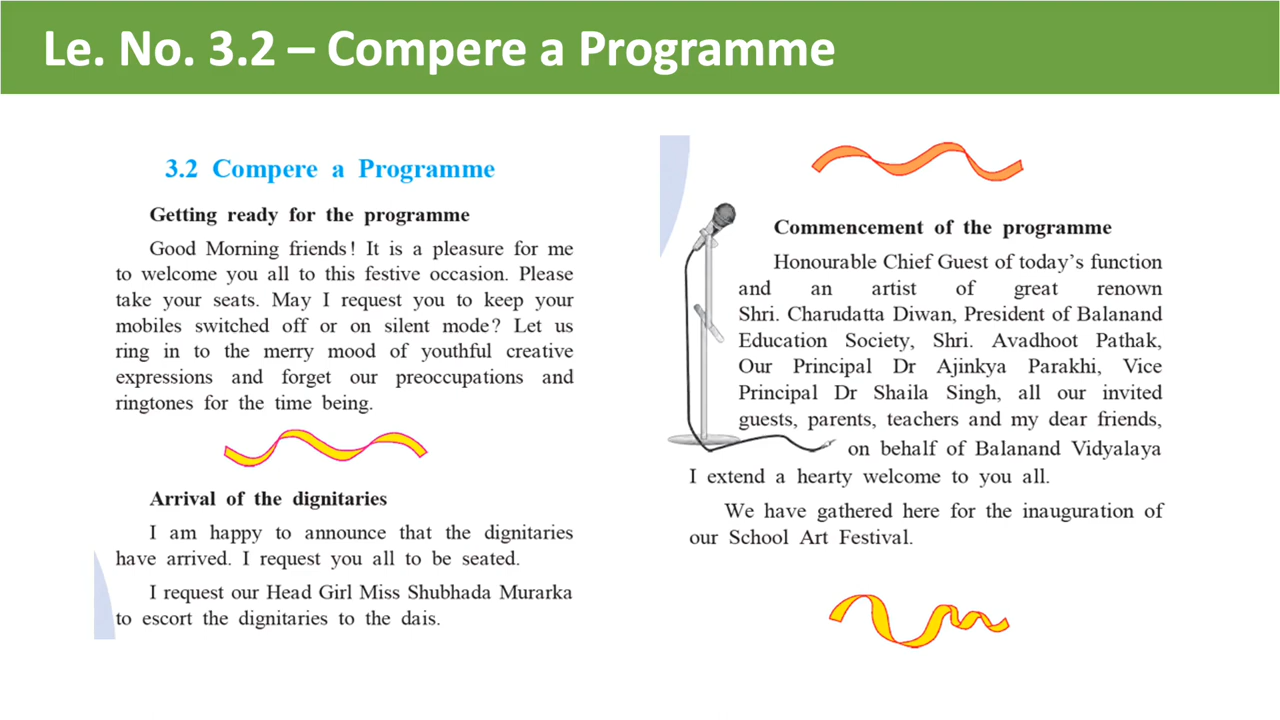 Le. No. 3.2 – Compere a Programme
3.2 Compere a Programme
Getting ready for the programme
Good Morning friends! It is a pleasure for me
to welcome you all to this festive occasion. Please
take your seats. May I request you to keep your
mobiles switched off or on silent mode? Let us
ring in to the merry mood of youthful creative
expressions and forget our preoccupations and
ringtones for the time being.
Arrival of the dignitaries
I am happy to announce that the dignitaries
have arrived. I request you all to be seated.
I request our Head Girl Miss Shubhada Murarka
to escort the dignitaries to the dais.
Commencement of the programme
Honourable Chief Guest of today's function
and an artist of great renown
Shri. Charudatta Diwan, President of Balanand
Education Society, Shri. Avadhoot Pathak,
Our Principal Dr Ajinkya Parakhi, Vice
Principal Dr Shaila Singh, all our invited
guests, parents, teachers and my dear friends,
on behalf of Balanand Vidyalaya
I extend a hearty welcome to you all.
We have gathered here for the inauguration of
our School Art Festival.